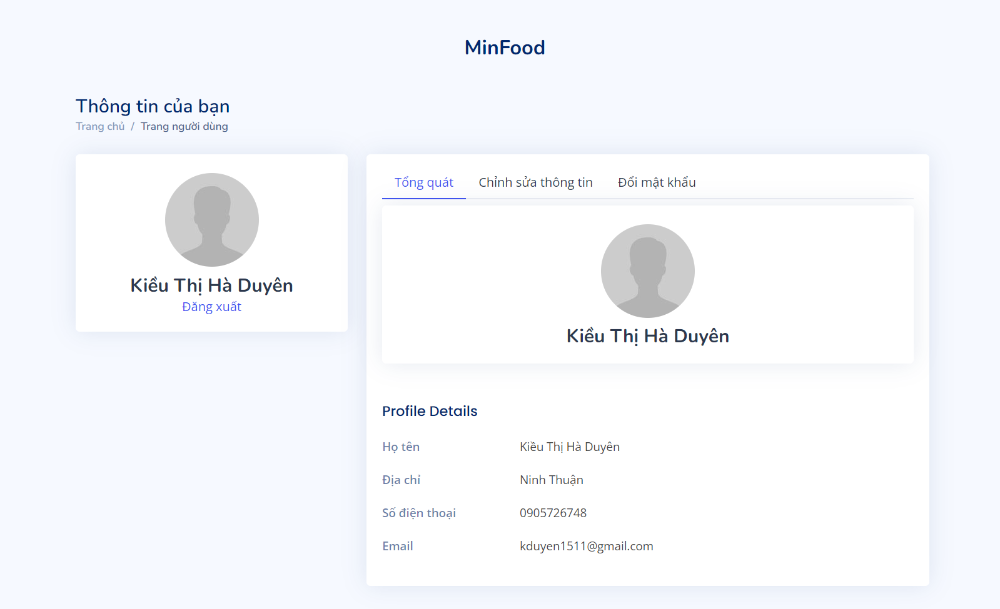 MinFood
Thông tin của bạn
Trang chủ / Trang người dùng
Kiều Thị Hà Duyên
Đăng xuất
Tổng quát Chỉnh sửa thông tin Đổi mật khẩu
Kiều Thị Hà Duyên
Profile Details
Họ tên Kiều Thị Hà Duyên
Địa chỉ Ninh Thuận
Số điện thoại 0905726748
Email kduyen1511@gmail.com